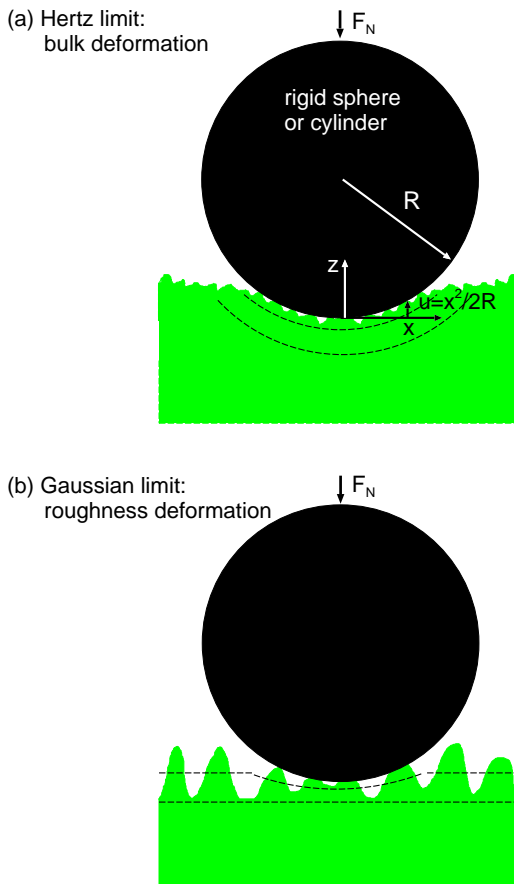 (a) Hertz limit:
bulk deformation
F_N
rigid sphere
or cylinder
R
z
u=x²/2R
x
(b) Gaussian limit:
roughness deformation
F_N